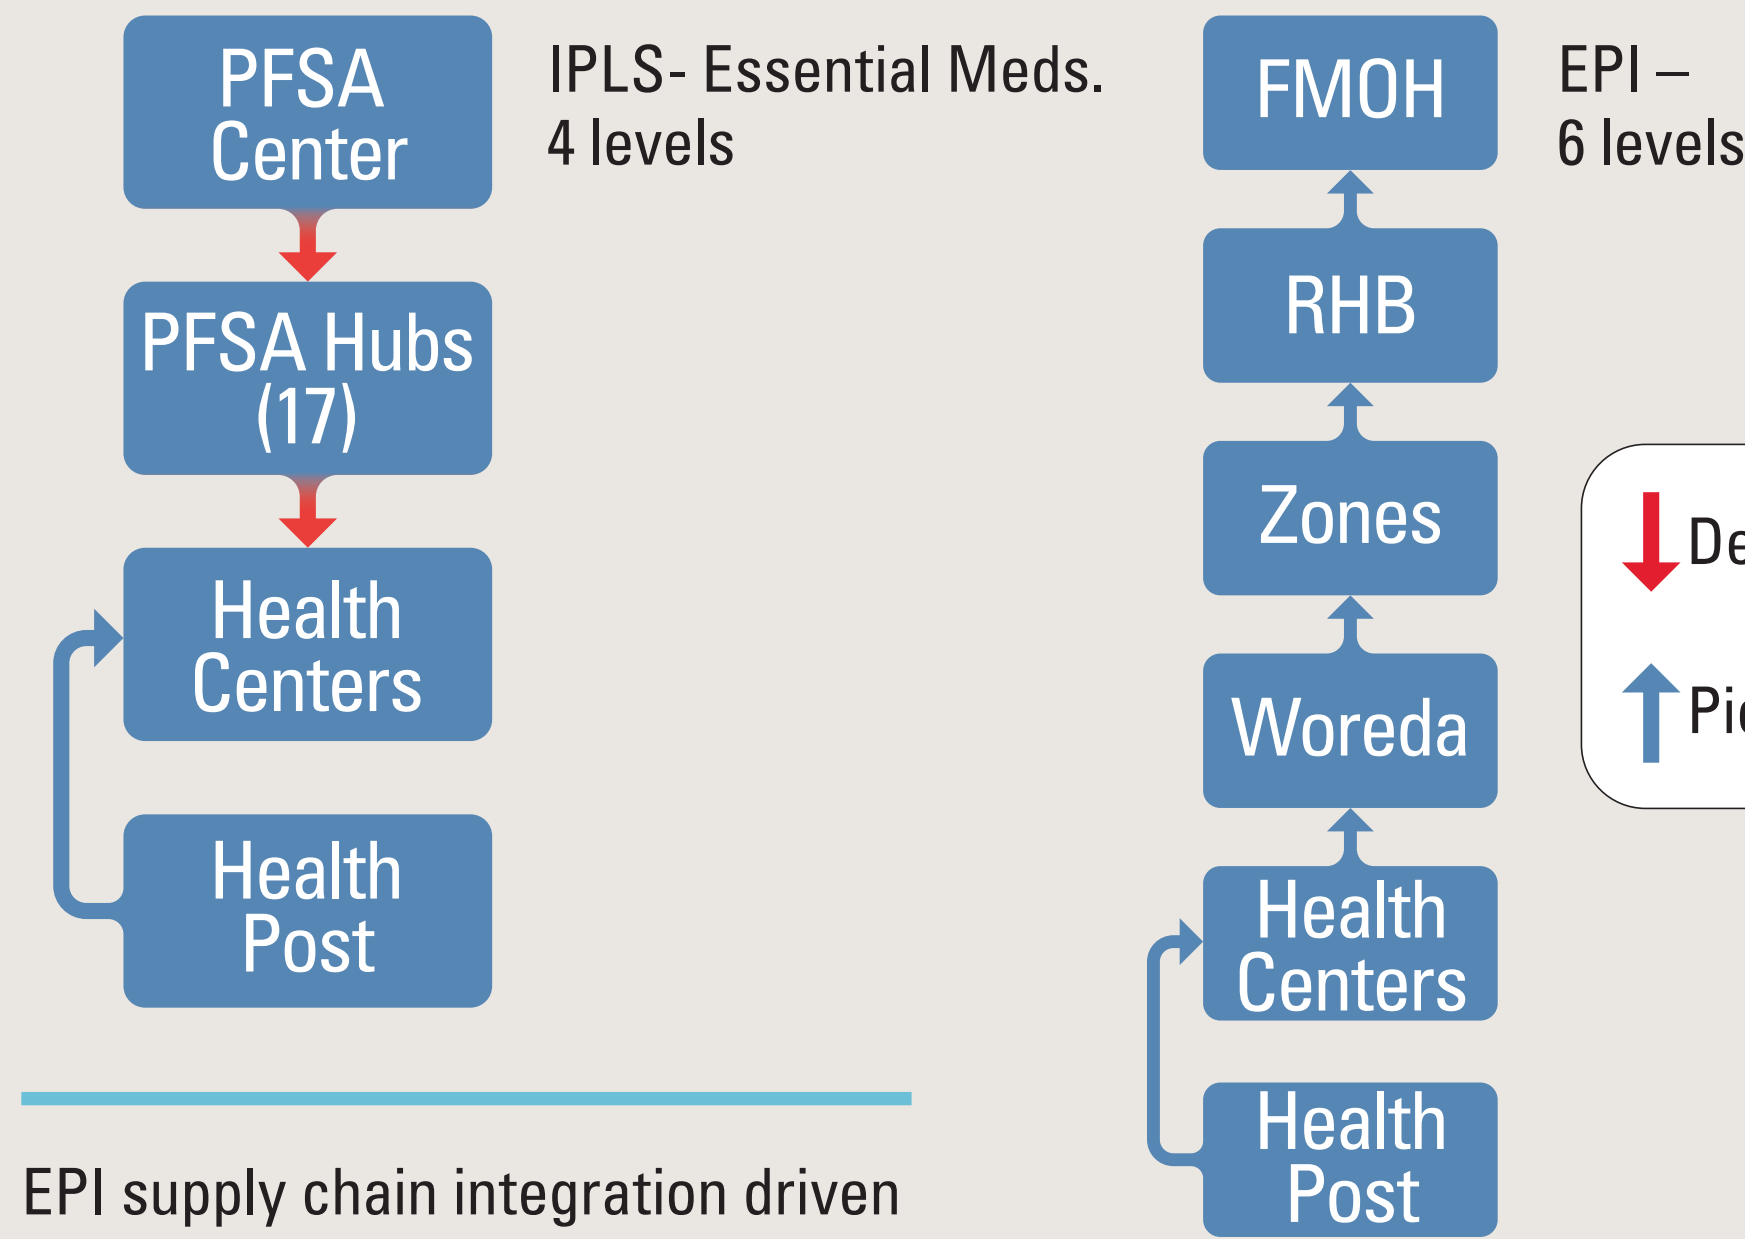 PFSA
Center
IPLS- Essential Meds.
4 levels
PFSA Hubs
(17)
Health
Centers
Health
Post
EPI supply chain integration driven
FMOH
EPI –
6 levels
RHB
Zones
Woreda
Health
Centers
Health
Post